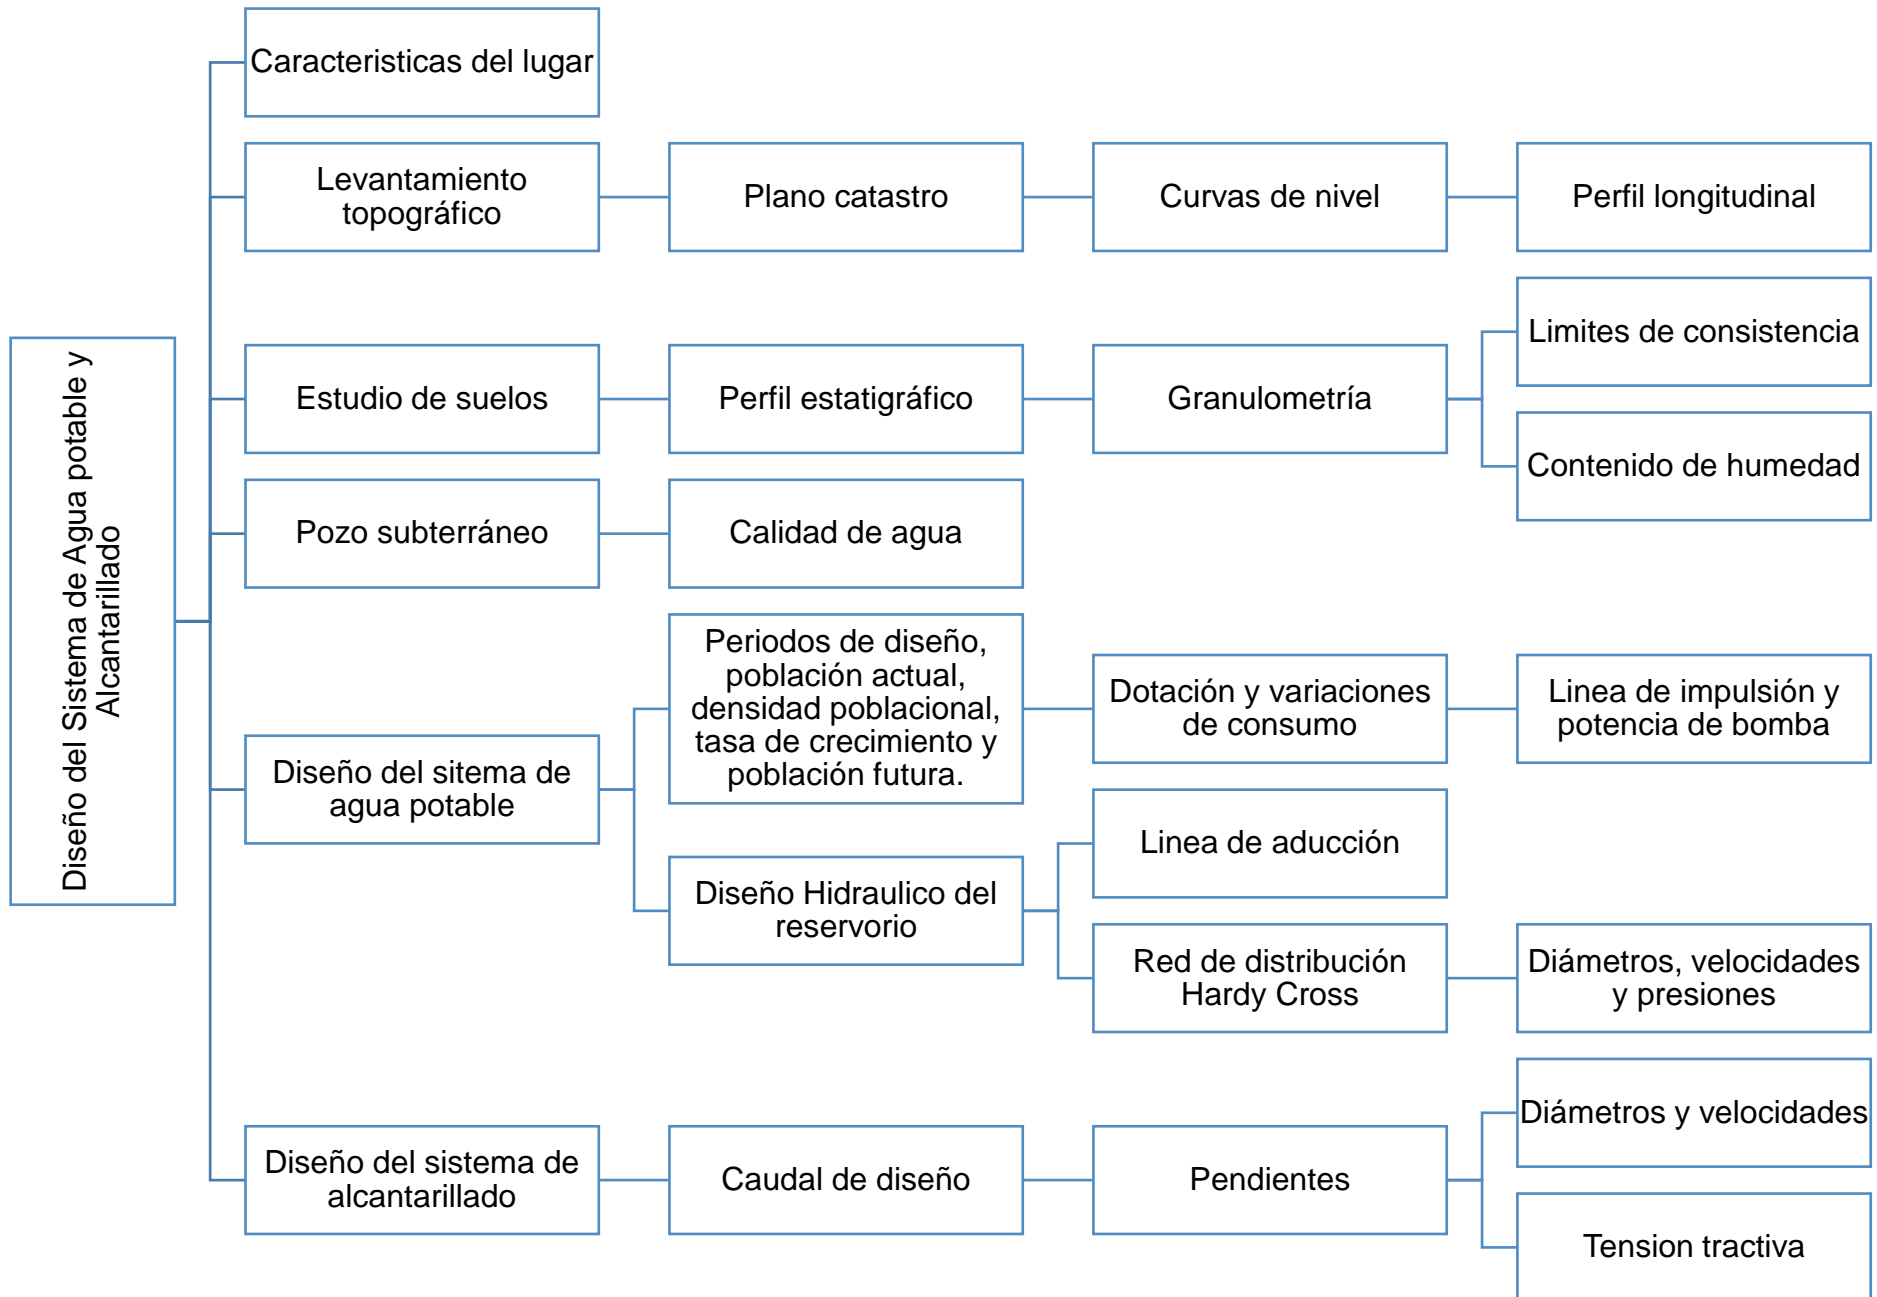 Diseño del Sistema de Agua potable y
Alcantarillado
Caracteristicas del lugar
Levantamiento
topográfico
Plano catastro
Curvas de nivel
Perfil longitudinal
Estudio de suelos
Perfil estatigráfico
Granulometría
Limites de consistencia
Contenido de humedad
Pozo subterráneo
Calidad de agua
Diseño del sitema de
agua potable
Periodos de diseño,
población actual,
densidad poblacional,
tasa de crecimiento y
población futura.
Dotación y variaciones
de consumo
Linea de impulsión y
potencia de bomba
Diseño Hidraulico del
reservorio
Linea de aducción
Red de distribución
Hardy Cross
Diámetros, velocidades
y presiones
Diseño del sistema de
alcantarillado
Caudal de diseño
Pendientes
Diámetros y velocidades
Tension tractiva